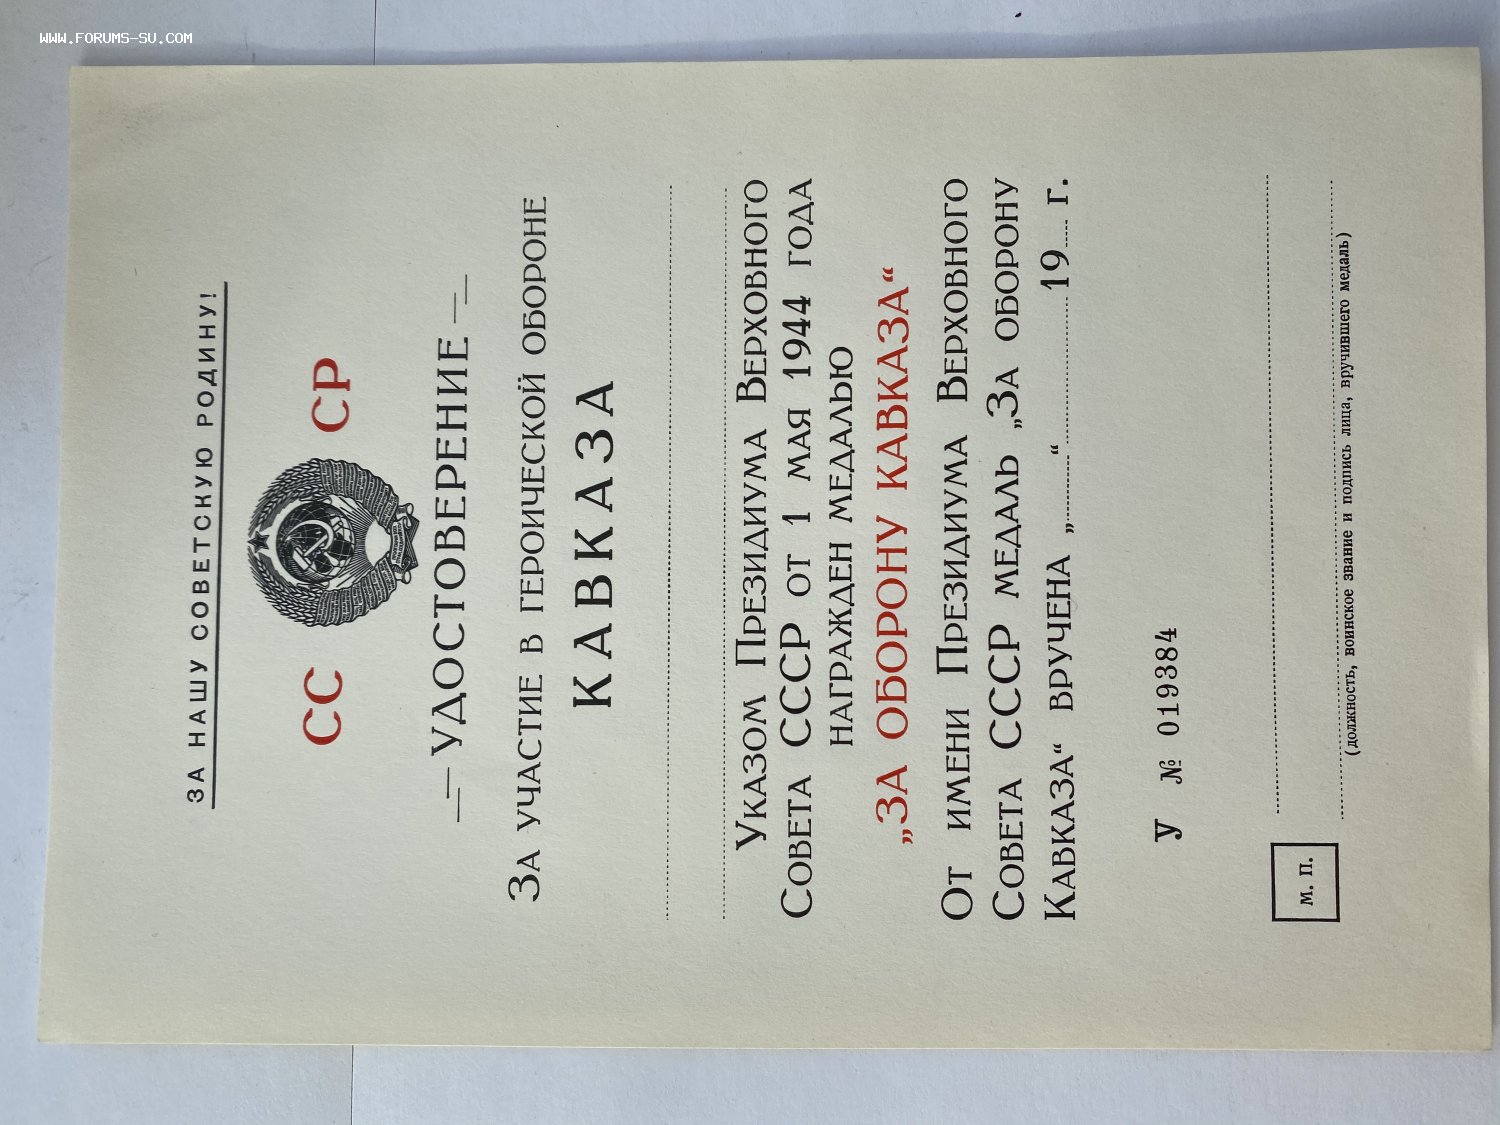 WWW.FORUMS-SU.COM
ЗА НАШУ СОВЕТСКУЮ РОДИНУ!
СС СР
— УДОСТОВЕРЕНИЕ —
ЗА УЧАСТИЕ В ГЕРОИЧЕСКОЙ ОБОРОНЕ
КАВКАЗА
УКАЗОМ ПРЕЗИДИУМА ВЕРХОВНОГО
СОВЕТА СССР ОТ 1 МАЯ 1944 ГОДА
НАГРАЖДЕН МЕДАЛЬЮ
„ЗА ОБОРОНУ КАВКАЗА“
ОТ ИМЕНИ ПРЕЗИДИУМА ВЕРХОВНОГО
СОВЕТА СССР МЕДАЛЬ „ЗА ОБОРОНУ
КАВКАЗА“ ВРУЧЕНА „......“ .................. 19.... г.
У № 019384
М. П.
(должность, воинское звание и подпись лица, вручившего медаль)